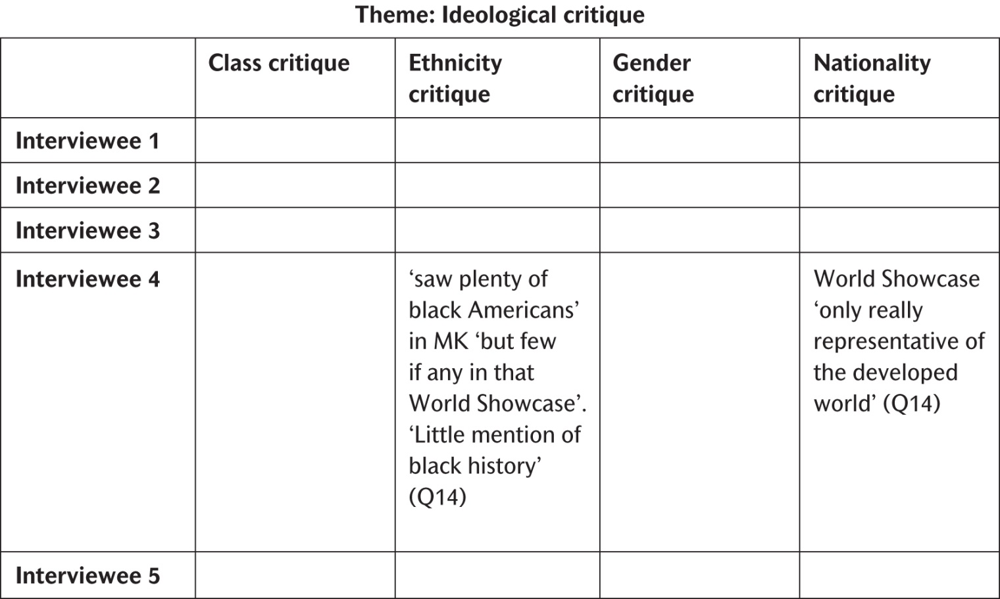 Theme: Ideological critique
Class critique
Ethnicity
critique
Gender
critique
Nationality
critique
Interviewee 1
Interviewee 2
Interviewee 3
Interviewee 4
‘saw plenty of
black Americans’
in MK ‘but few
if any in that
World Showcase’.
‘Little mention of
black history’
(Q14)
World Showcase
‘only really
representative of
the developed
world’ (Q14)
Interviewee 5